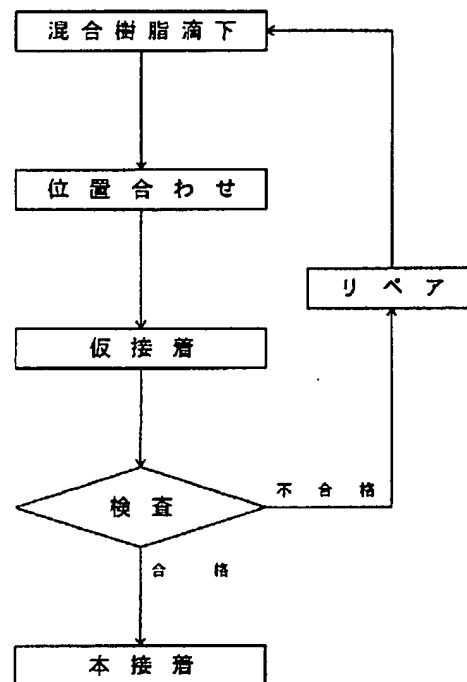 混合樹脂滴下
位置合わせ
リペア
仮接着
検査
不合格
合格
本接着